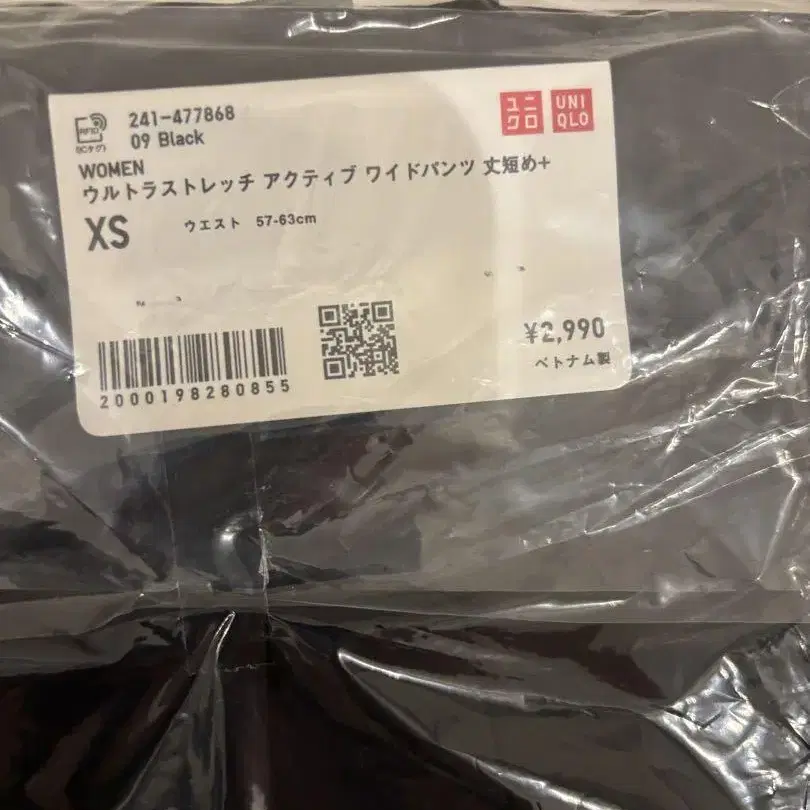 241-477868
09 Black
RFID
(ICタグ)
ユニクロ
UNIQLO
WOMEN
ウルトラストレッチ アクティブ ワイドパンツ 丈短め+
XS ウエスト 57-63cm
¥2,990
ベトナム製
2000198280855